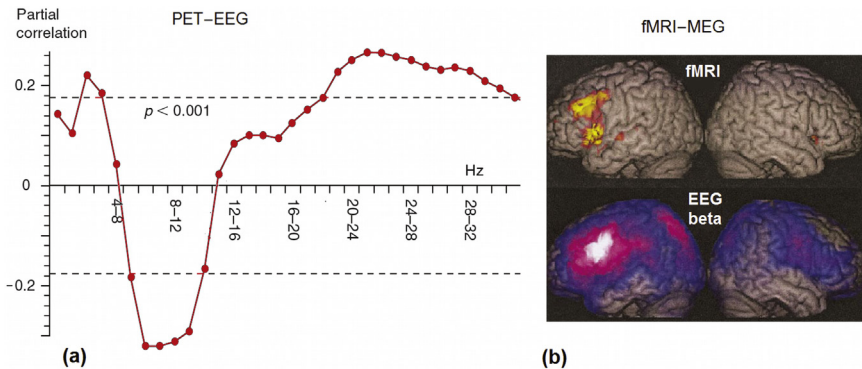 Partial
correlation
PET–EEG
0.2
p < 0.001
Hz
0
4–8
8–12
12–16
16–20
20–24
24–28
28–32
−0.2
(a)
fMRI–MEG
fMRI
EEG
beta
(b)